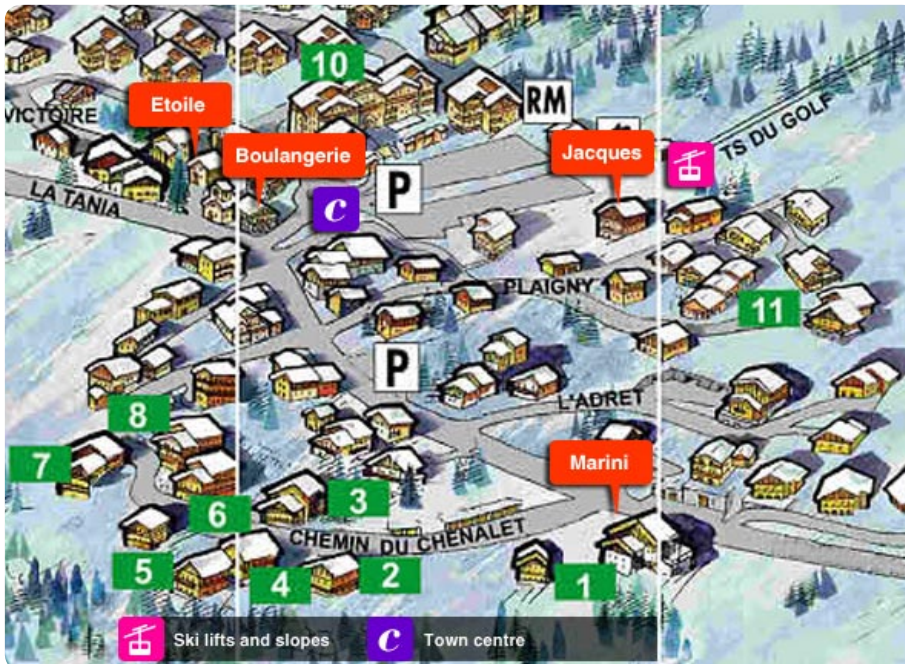 10
RM
VICTOIRE
Etoile
Boulangerie
Jacques
TS DU GOLF
LA TANIA
P
c
PLAIGNY
11
P
L'ADRET
8
7
Marini
6
3
CHEMIN DU CHENALET
5
4
2
1
Ski lifts and slopes
c
Town centre